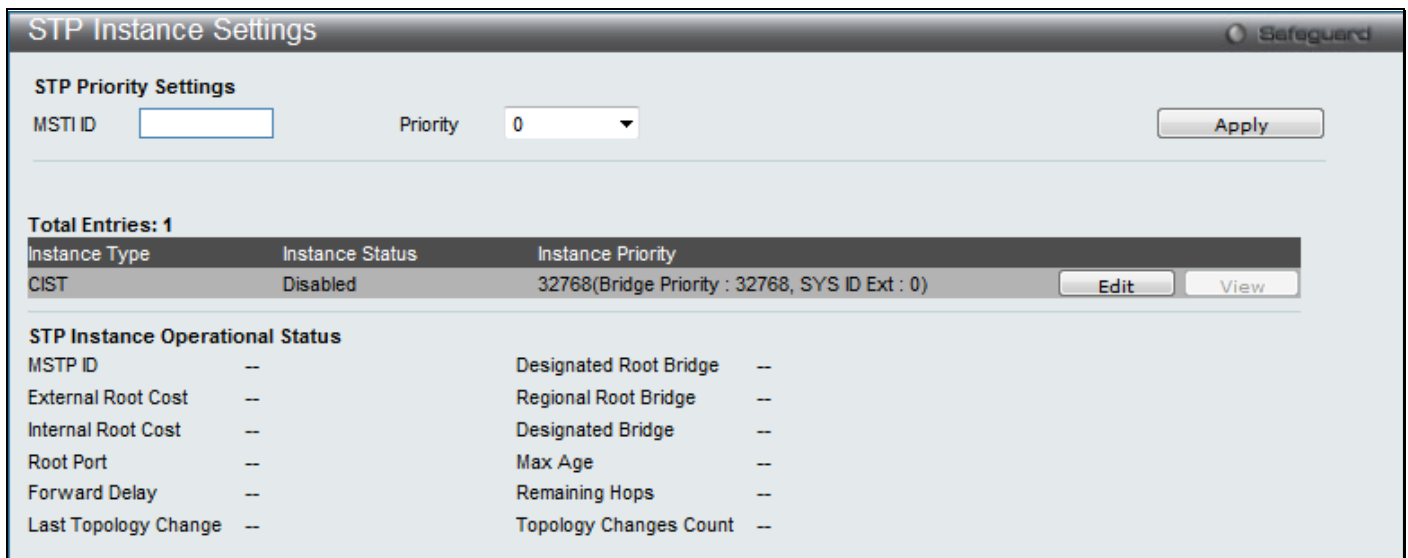 STP Instance Settings
Safeguard
STP Priority Settings
MSTI ID Priority 0 Apply
Total Entries: 1
Instance Type Instance Status Instance Priority
CIST Disabled 32768(Bridge Priority : 32768, SYS ID Ext : 0) Edit View
STP Instance Operational Status
MSTP ID -- Designated Root Bridge --
External Root Cost -- Regional Root Bridge --
Internal Root Cost -- Designated Bridge --
Root Port -- Max Age --
Forward Delay -- Remaining Hops --
Last Topology Change -- Topology Changes Count --